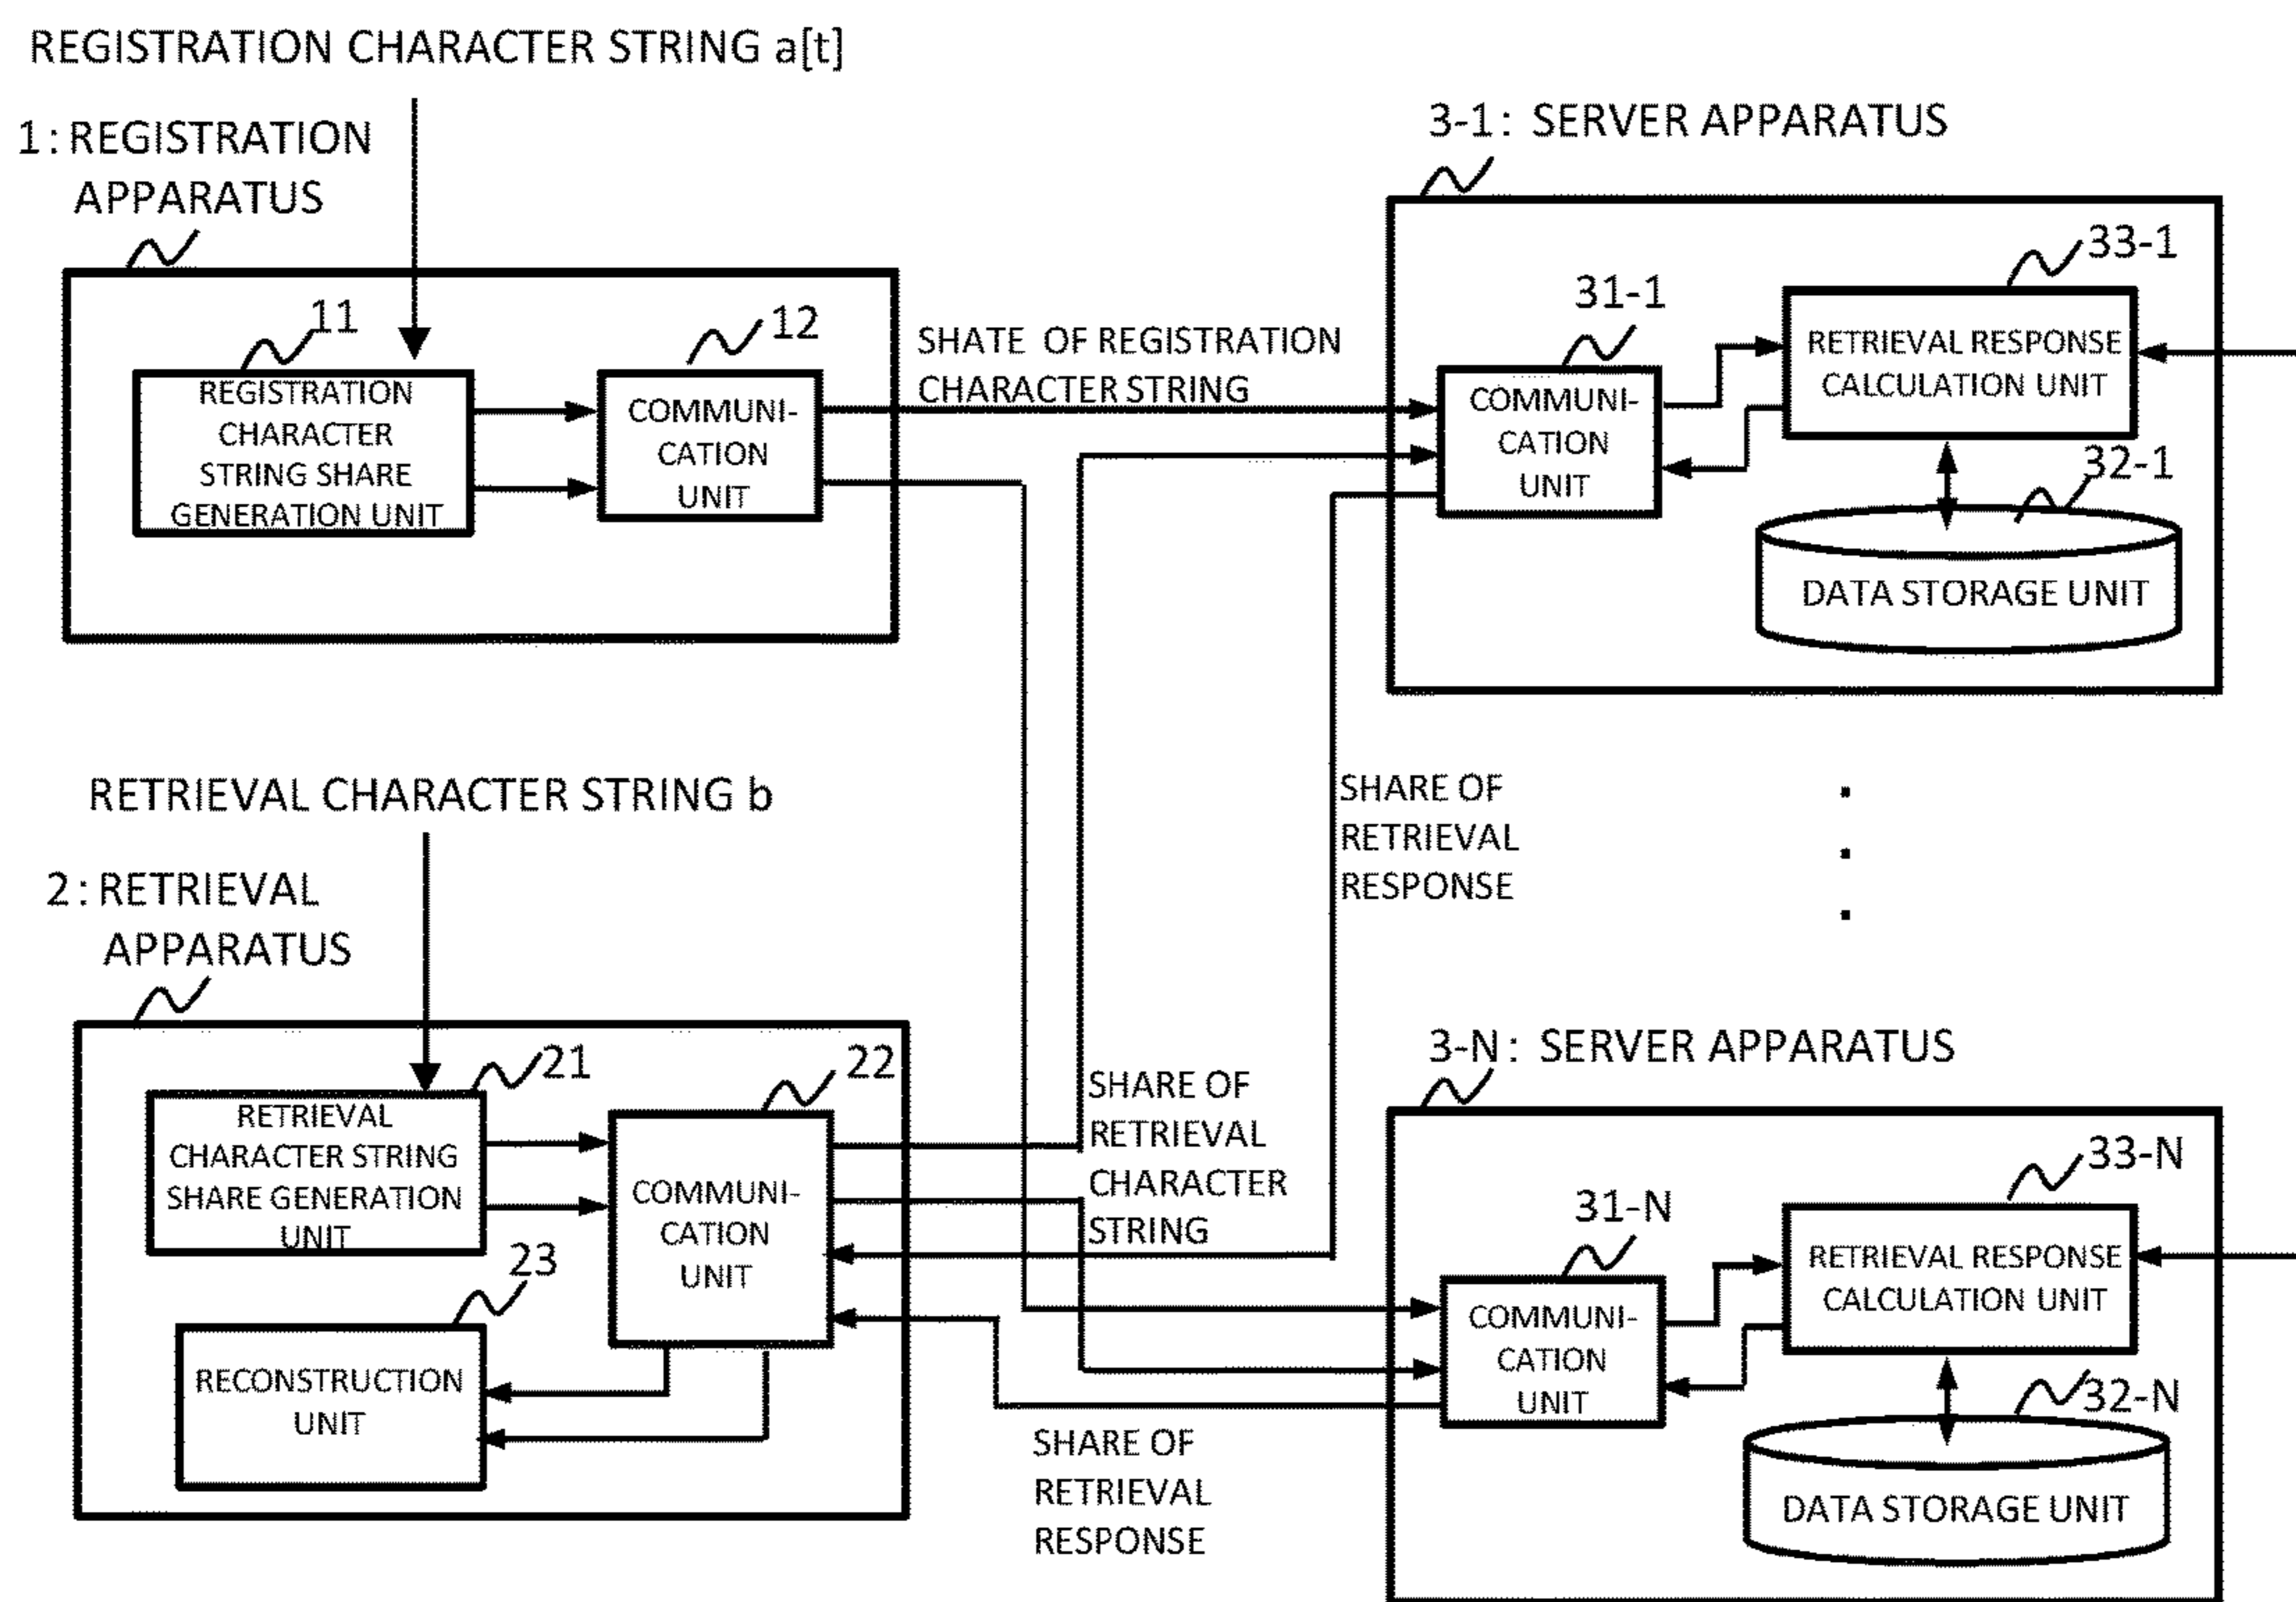 REGISTRATION CHARACTER STRING a[t]
1: REGISTRATION
APPARATUS
11
12
REGISTRATION
CHARACTER
STRING SHARE
GENERATION UNIT
COMMUNI-
CATION
UNIT
SHATE OF REGISTRATION
CHARACTER STRING
3-1: SERVER APPARATUS
31-1
33-1
COMMUNI-
CATION
UNIT
RETRIEVAL RESPONSE
CALCULATION UNIT
32-1
DATA STORAGE UNIT
RETRIEVAL CHARACTER STRING b
2: RETRIEVAL
APPARATUS
21
22
RETRIEVAL
CHARACTER STRING
SHARE GENERATION
UNIT
COMMUNI-
CATION
UNIT
23
RECONSTRUCTION
UNIT
SHARE OF
RETRIEVAL
RESPONSE
SHARE OF
RETRIEVAL
CHARACTER
STRING
SHARE OF
RETRIEVAL
RESPONSE
3-N: SERVER APPARATUS
31-N
33-N
COMMUNI-
CATION
UNIT
RETRIEVAL RESPONSE
CALCULATION UNIT
32-N
DATA STORAGE UNIT